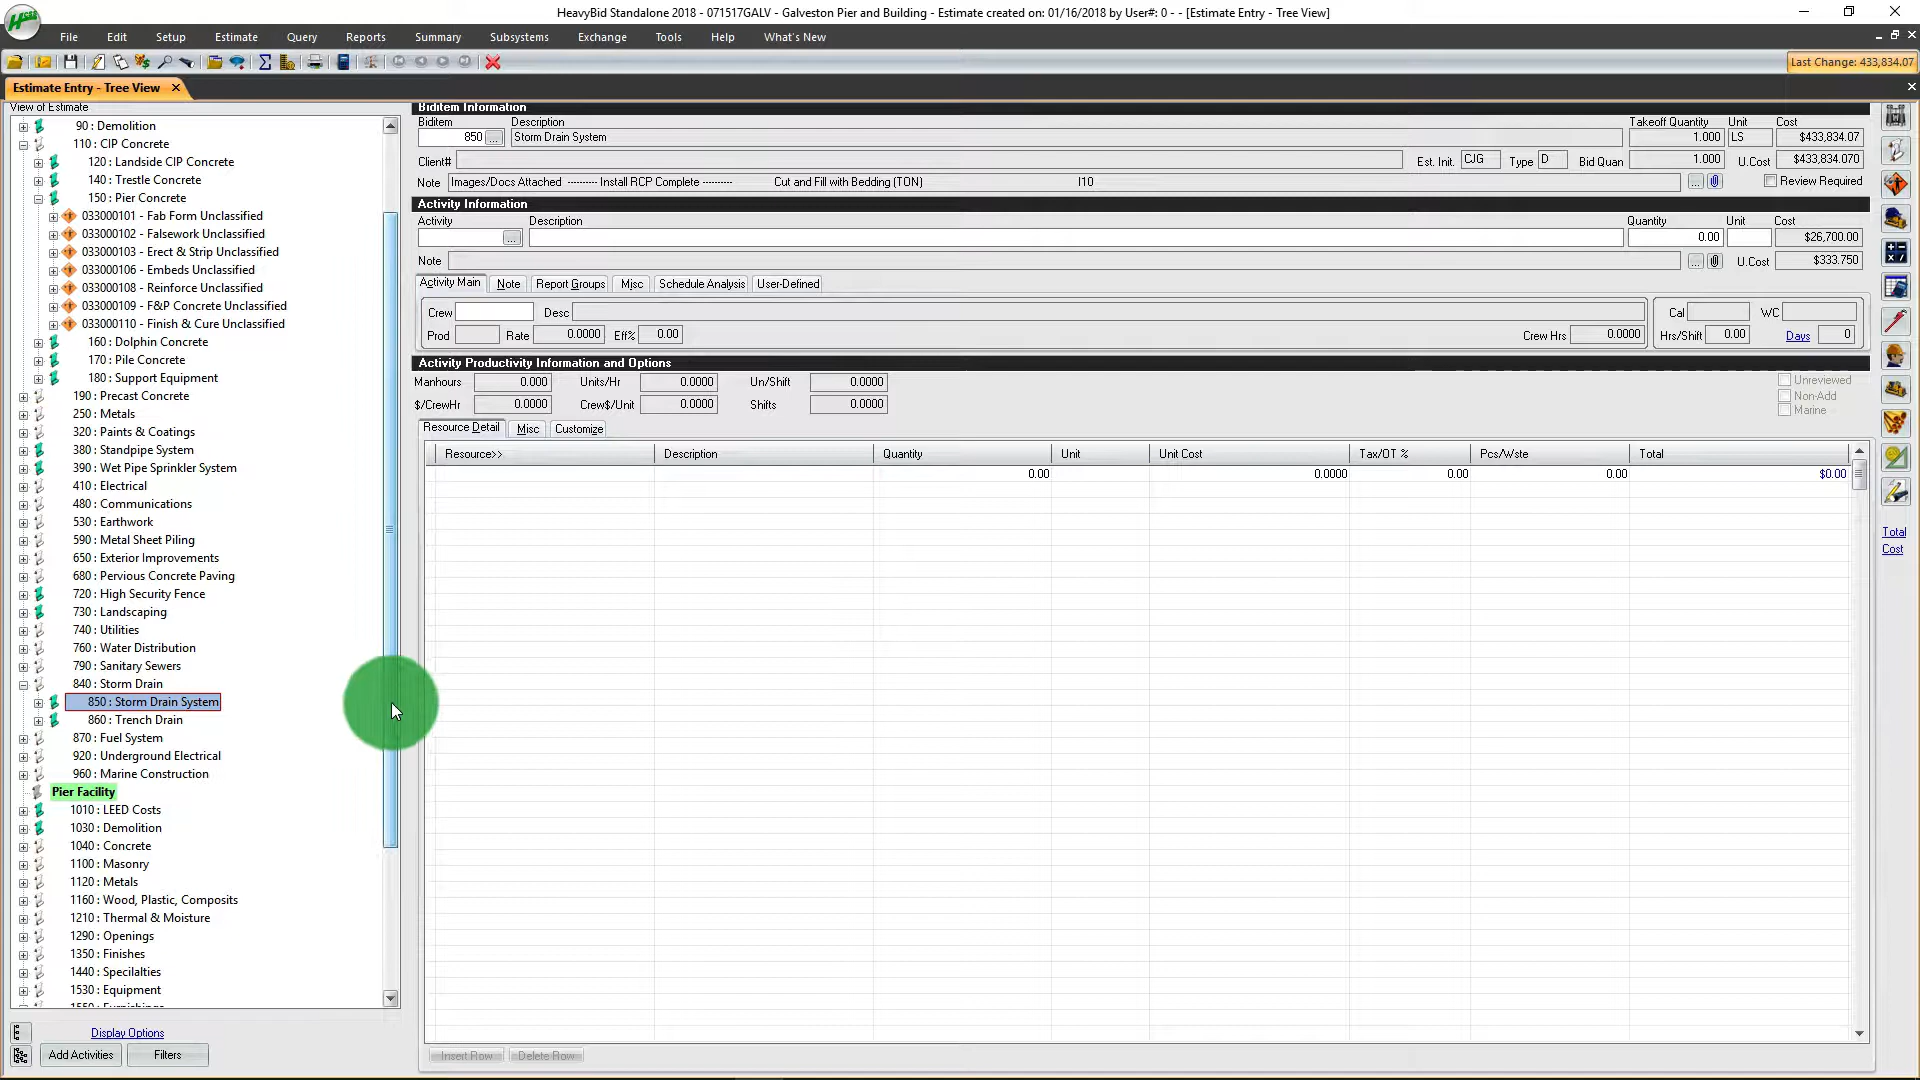 HeavyBid Standalone 2018 - 071517GALV - Galveston Pier and Building - Estimate created on: 01/16/2018 by User#: 0 - - [Estimate Entry - Tree View]
File Edit Setup Estimate Query Reports Summary Subsystems Exchange Tools Help What's New
Last Change: 433,834.07
Estimate Entry - Tree View
View of Estimate
90 : Demolition
110 : CIP Concrete
120 : Landside CIP Concrete
140 : Trestle Concrete
150 : Pier Concrete
033000101 - Fab Form Unclassified
033000102 - Falsework Unclassified
033000103 - Erect & Strip Unclassified
033000106 - Embeds Unclassified
033000108 - Reinforce Unclassified
033000109 - F&P Concrete Unclassified
033000110 - Finish & Cure Unclassified
160 : Dolphin Concrete
170 : Pile Concrete
180 : Support Equipment
190 : Precast Concrete
250 : Metals
320 : Paints & Coatings
380 : Standpipe System
390 : Wet Pipe Sprinkler System
410 : Electrical
480 : Communications
530 : Earthwork
590 : Metal Sheet Piling
650 : Exterior Improvements
680 : Pervious Concrete Paving
720 : High Security Fence
730 : Landscaping
740 : Utilities
760 : Water Distribution
790 : Sanitary Sewers
840 : Storm Drain
850 : Storm Drain System
860 : Trench Drain
870 : Fuel System
920 : Underground Electrical
960 : Marine Construction
Pier Facility
1010 : LEED Costs
1030 : Demolition
1040 : Concrete
1100 : Masonry
1120 : Metals
1160 : Wood, Plastic, Composits
1210 : Thermal & Moisture
1290 : Openings
1350 : Finishes
1440 : Specialties
1530 : Equipment
Display Options
Add Activities Filters
Biditem Information
Biditem Description Takeoff Quantity Unit Cost
850 ... Storm Drain System 1.000 LS $433,834.07
Client# Est. Init. CJG Type D Bid Quan 1.000 U.Cost $433,834.070
Note Images/Docs Attached --------- Install RCP Complete --------- Cut and Fill with Bedding (TON) I10 ... Review Required
Activity Information
Activity Description Quantity Unit Cost
... 0.00 $26,700.00
Note ... U.Cost $333.750
Activity Main Note Report Groups Misc Schedule Analysis User-Defined
Crew Desc Cal WC
Prod Rate 0.0000 Eff% 0.00 Crew Hrs 0.0000 Hrs/Shift 0.00 Days 0
Activity Productivity Information and Options
Manhours 0.000 Units/Hr 0.0000 Un/Shift 0.0000 Unreviewed
Non-Add
$/CrewHr 0.0000 Crew$/Unit 0.0000 Shifts 0.0000 Marine
Resource Detail Misc Customize
Resource>> Description Quantity Unit Unit Cost Tax/OT % Pcs/Wste Total
0.00 0.0000 0.00 0.00 $0.00
Insert Row Delete Row
Total
Cost